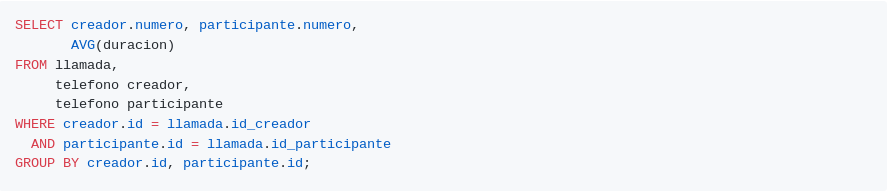 SELECT creador.numero, participante.numero,
       AVG(duracion)
FROM llamada,
     telefono creador,
     telefono participante
WHERE creador.id = llamada.id_creador
  AND participante.id = llamada.id_participante
GROUP BY creador.id, participante.id;